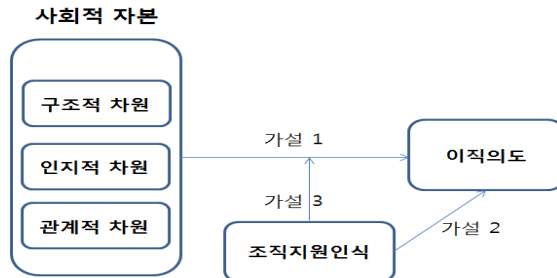 사회적 자본
구조적 차원
인지적 차원
관계적 차원
가설 1
이직의도
가설 3
가설 2
조직지원인식